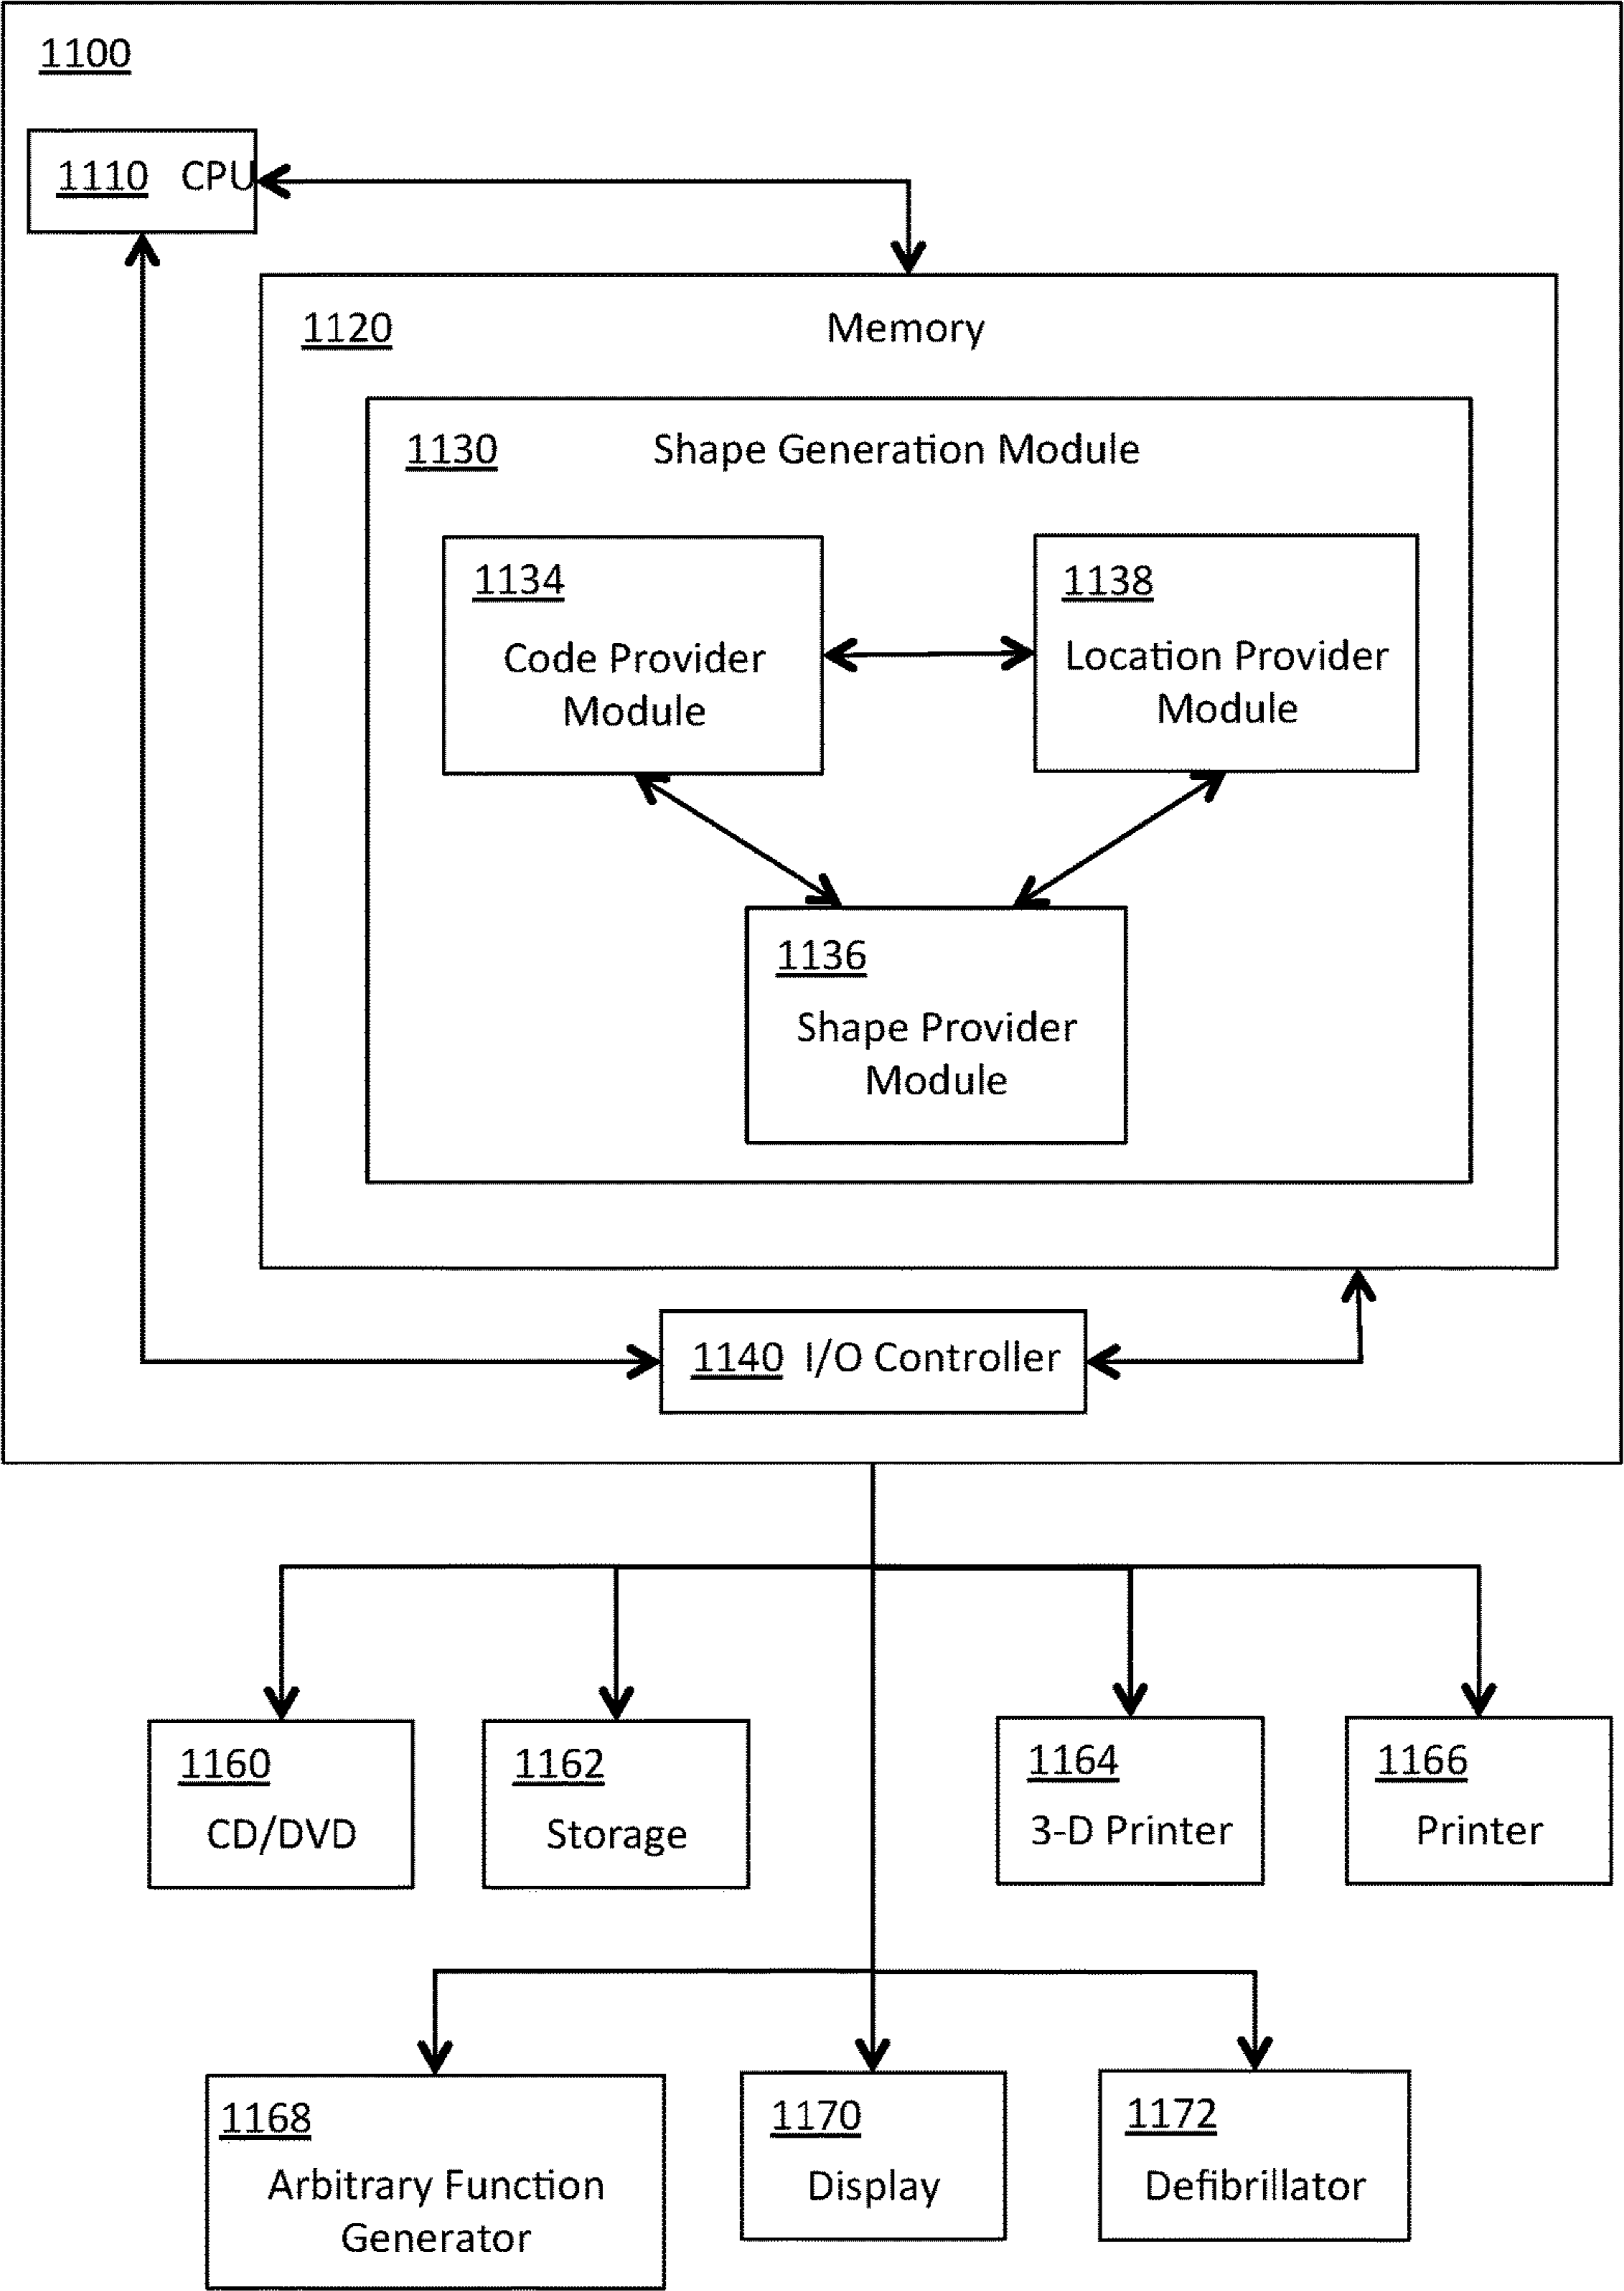 1100
1110 CPU
1120 Memory
1130 Shape Generation Module
1134
Code Provider
Module
1138
Location Provider
Module
1136
Shape Provider
Module
1140 I/O Controller
1160
CD/DVD
1162
Storage
1164
3-D Printer
1166
Printer
1168
Arbitrary Function
Generator
1170
Display
1172
Defibrillator